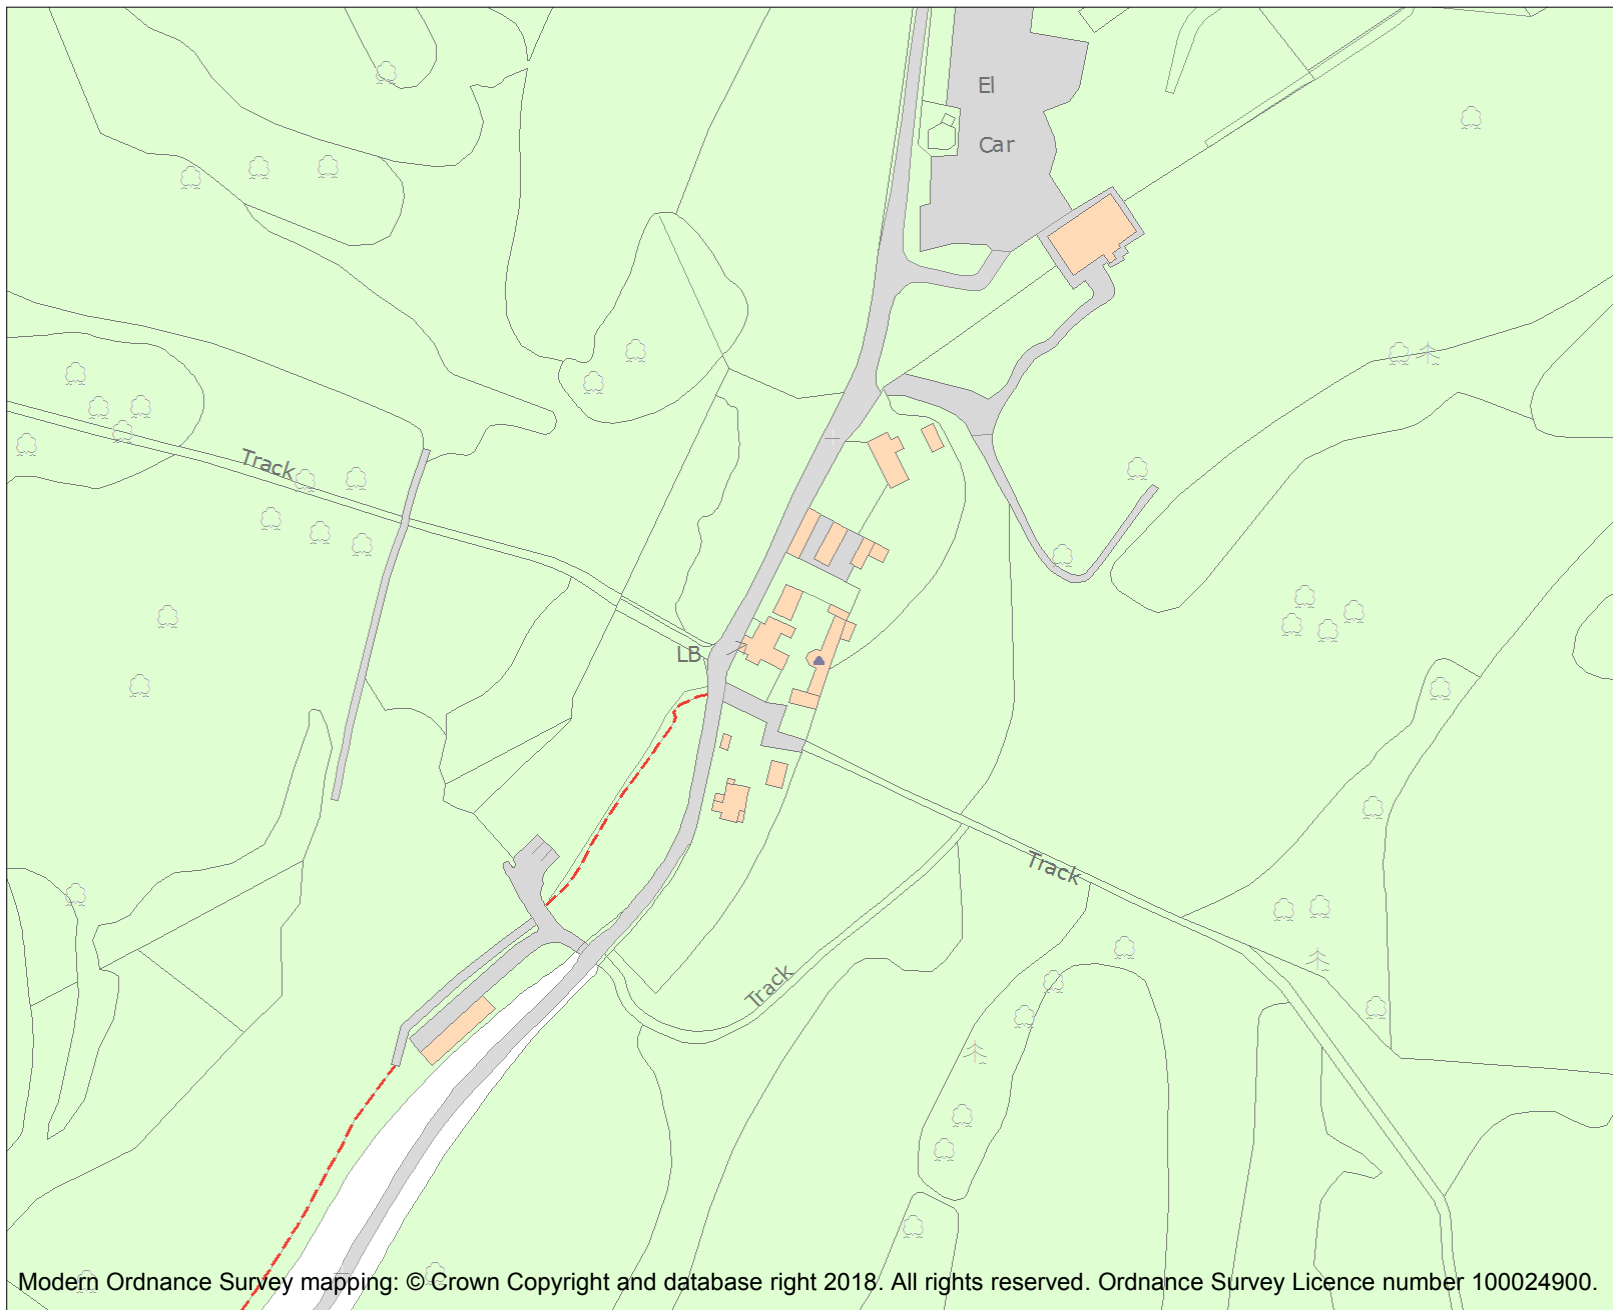 El
Car
Track
LB
Track
Track
Modern Ordnance Survey mapping: © Crown Copyright and database right 2018. All rights reserved. Ordnance Survey Licence number 100024900.